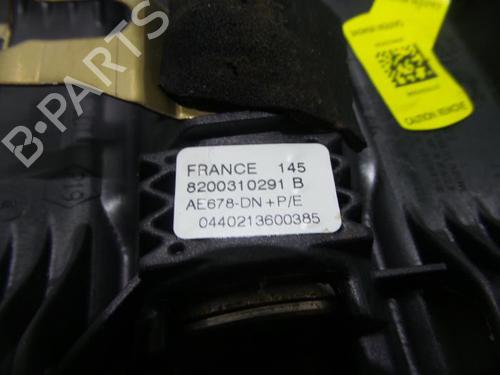 B-PARTS
CAUTION: REMOVE
FRANCE 145
8200310291 B
AE678-DN+P/E
0440213600385